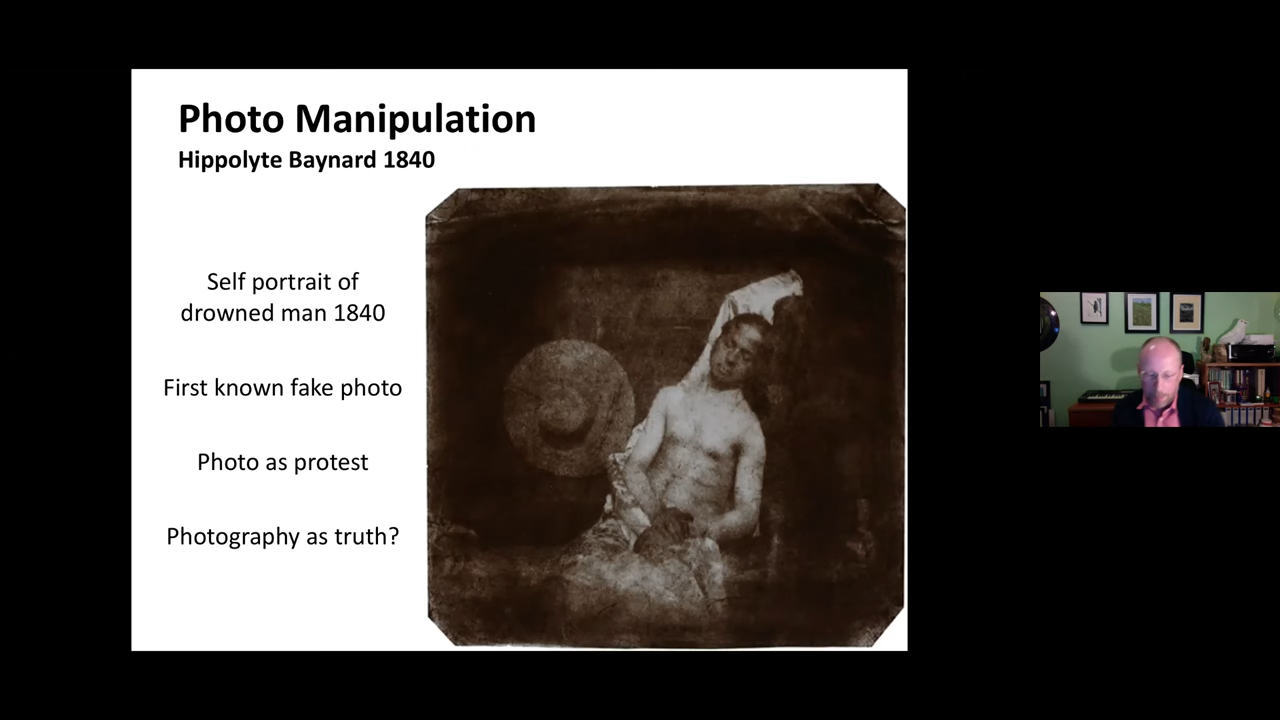 Photo Manipulation
Hippolyte Baynard 1840
Self portrait of
drowned man 1840
First known fake photo
Photo as protest
Photography as truth?